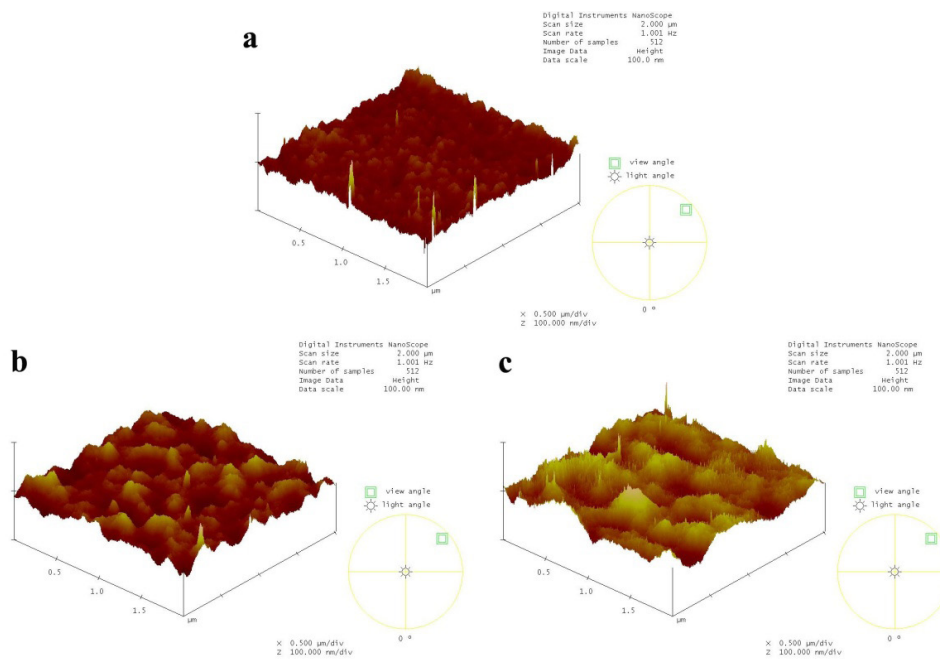 a
Digital Instruments NanoScope
Scan size 2.000 µm
Scan rate 1.001 Hz
Number of samples 512
Image Data Height
Data scale 100.0 nm
view angle
light angle
0.5
1.0
1.5
µm
0 °
X 0.500 µm/div
Z 100.000 nm/div
b
Digital Instruments NanoScope
Scan size 2.000 µm
Scan rate 1.001 Hz
Number of samples 512
Image Data Height
Data scale 100.00 nm
view angle
light angle
0.5
1.0
1.5
µm
0 °
X 0.500 µm/div
Z 100.000 nm/div
c
Digital Instruments NanoScope
Scan size 2.000 µm
Scan rate 1.001 Hz
Number of samples 512
Image Data Height
Data scale 100.00 nm
view angle
light angle
0.5
1.0
1.5
µm
0 °
X 0.500 µm/div
Z 100.000 nm/div